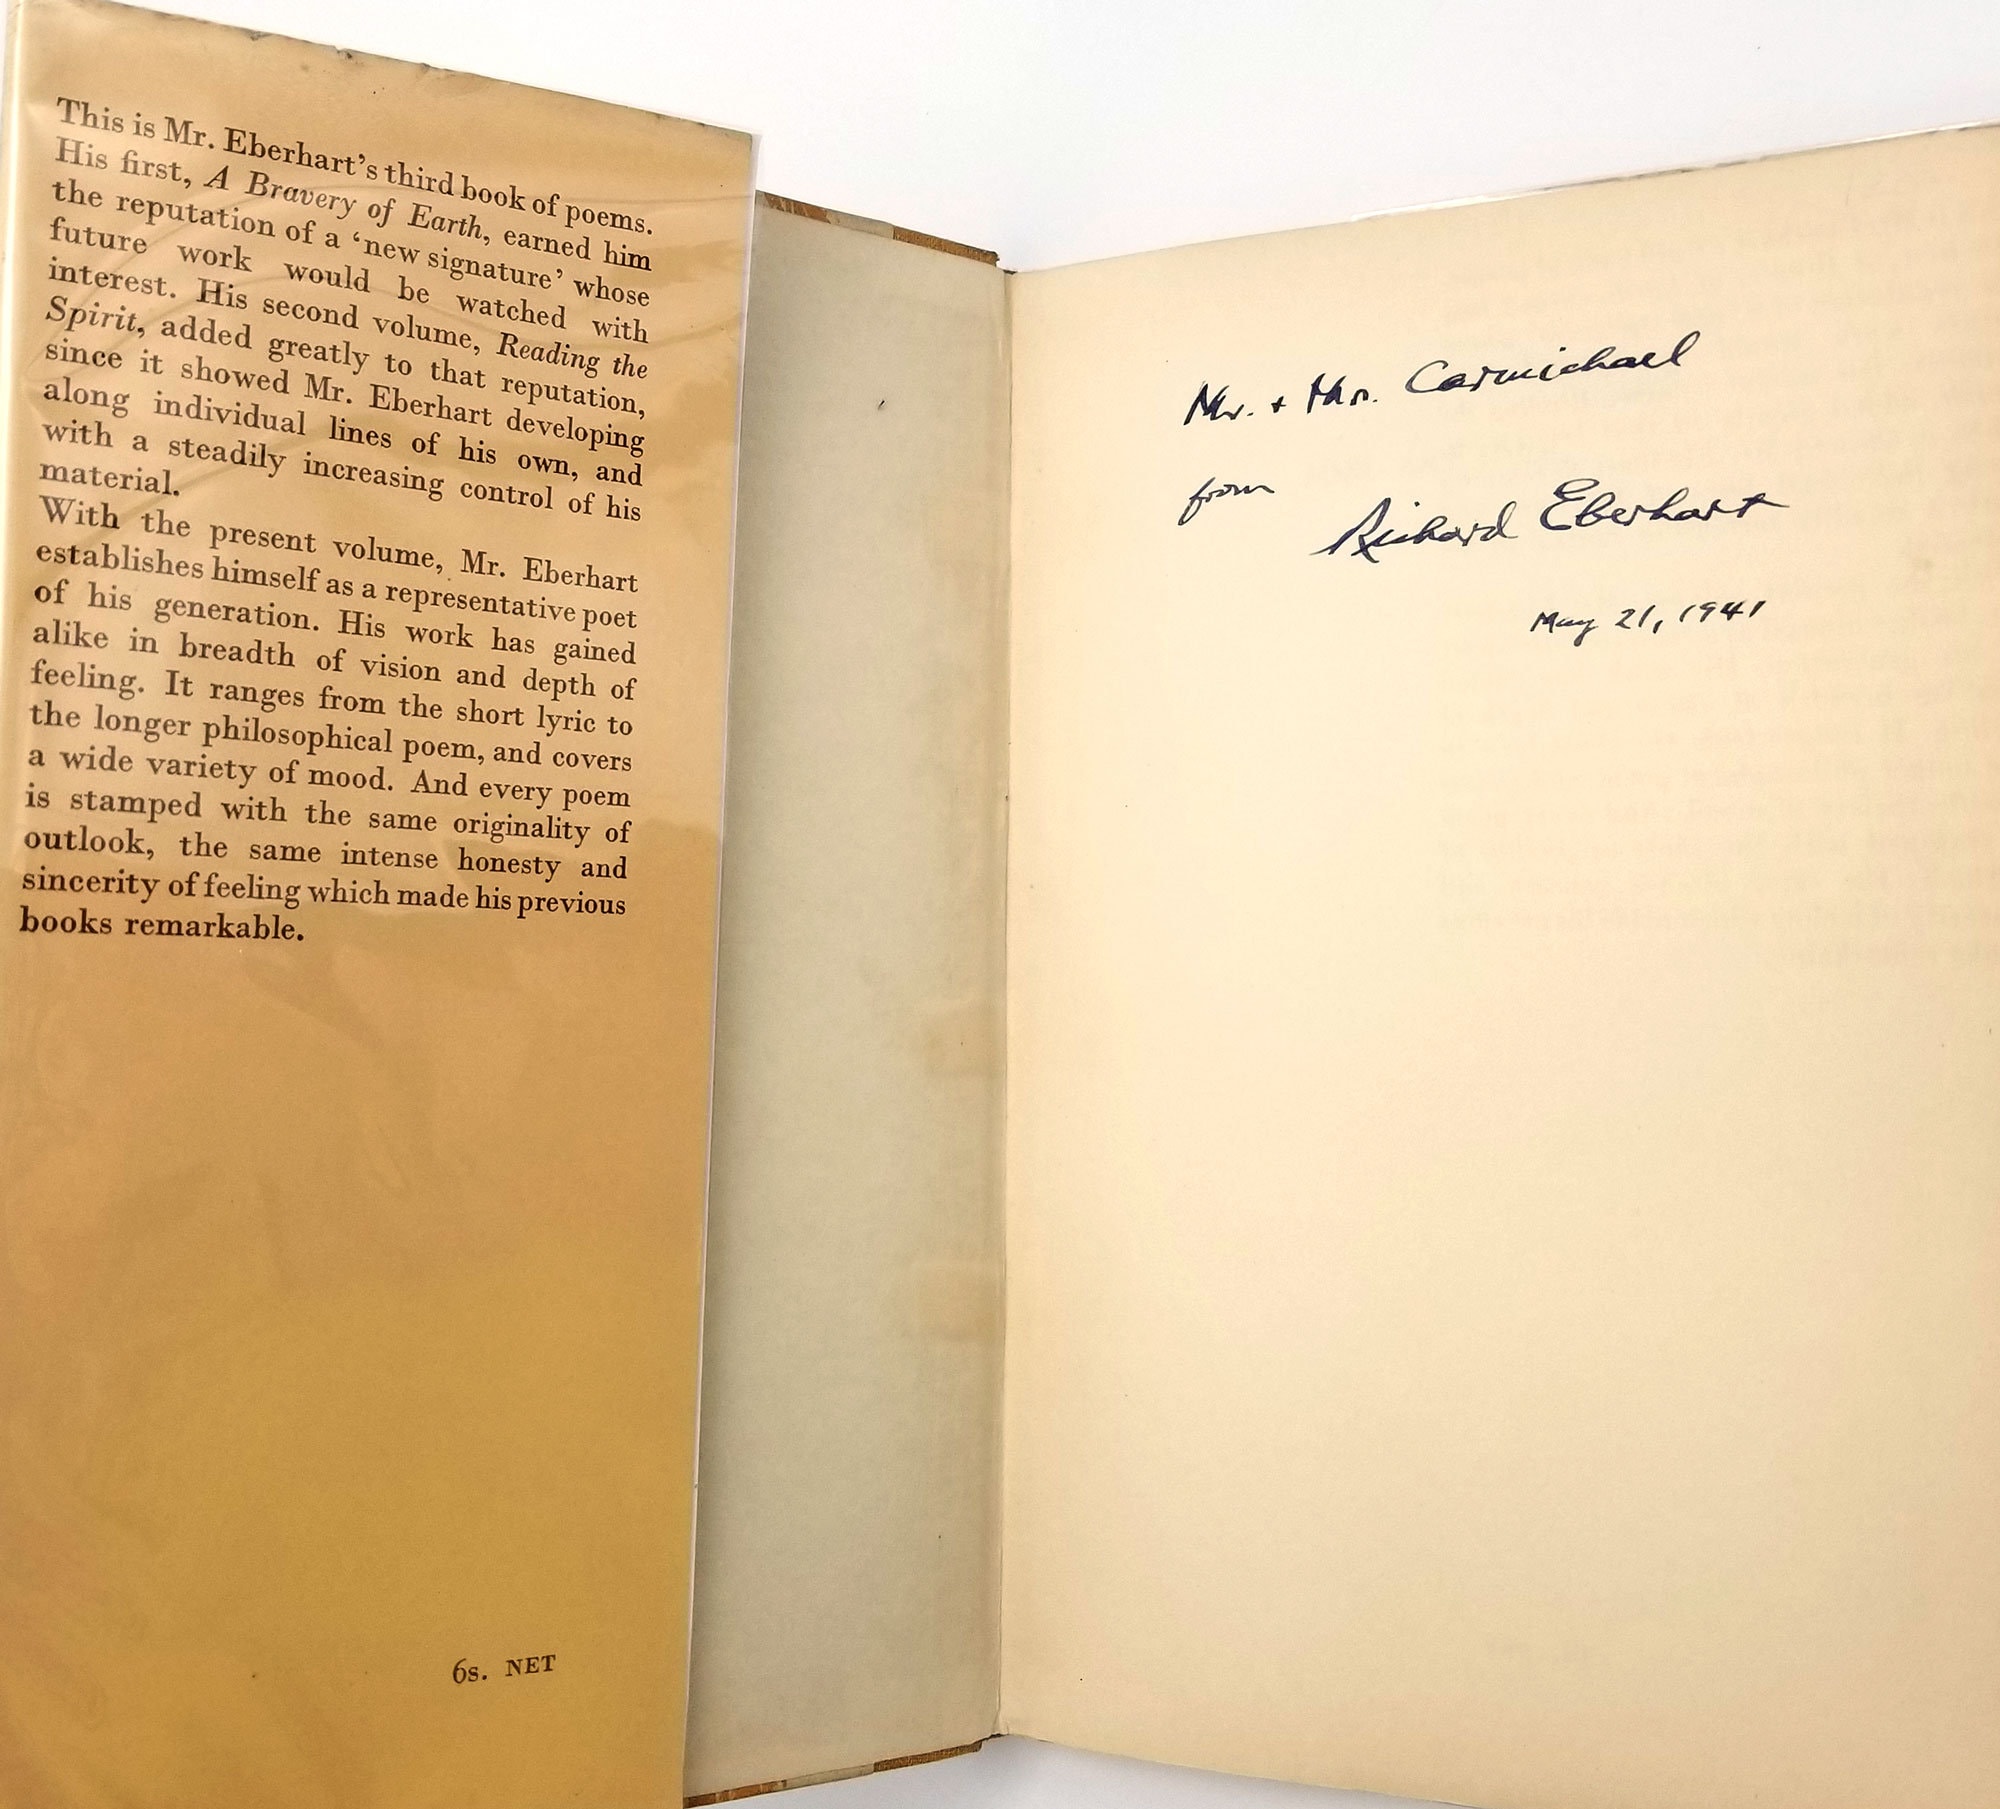 This is Mr. Eberhart's third book of poems.
His first, A Bravery of Earth, earned him
the reputation of a ‘new signature’ whose
future work would be watched with
interest. His second volume, Reading the
Spirit, added greatly to that reputation,
since it showed Mr. Eberhart developing
along individual lines of his own, and
with a steadily increasing control of his
material.
With the present volume, Mr. Eberhart
establishes himself as a representative poet
of his generation. His work has gained
alike in breadth of vision and depth of
feeling. It ranges from the short lyric to
the longer philosophical poem, and covers
a wide variety of mood. And every poem
is stamped with the same originality of
outlook, the same intense honesty and
sincerity of feeling which made his previous
books remarkable.
6s. NET
Mr. + Mrs. Carmichael
from
Richard Eberhart
May 21, 1941